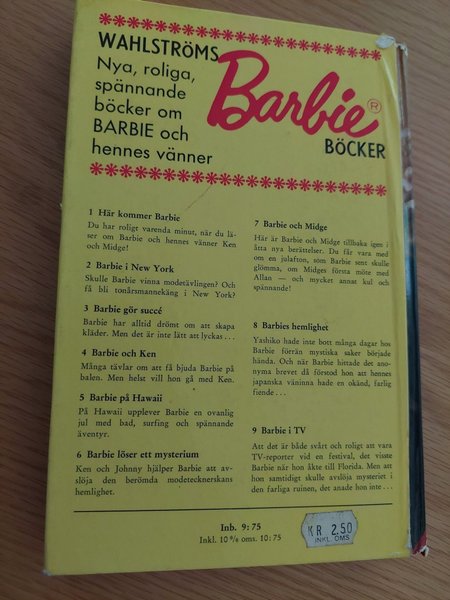 WAHLSTRÖMS
Nya, roliga,
spännande
böcker om
BARBIE och
hennes vänner
Barbie®
BÖCKER
1 Här kommer Barbie
Du har roligt varenda minut, när du lä-
ser om Barbie och hennes vänner Ken
och Midge!
2 Barbie i New York
Skulle Barbie vinna modetävlingen? Och
få bli tonårsmannekäng i New York?
3 Barbie gör succé
Barbie har alltid drömt om att skapa
kläder. Men det är inte lätt att lyckas...
4 Barbie och Ken
Många tävlar om att få bjuda Barbie på
balen. Men helst vill hon gå med Ken.
5 Barbie på Hawaii
På Hawaii upplever Barbie en ovanlig
jul med bad, surfing och spännande
äventyr.
6 Barbie löser ett mysterium
Ken och Johnny hjälper Barbie att av-
slöja den berömda modetecknerskans
hemlighet.
7 Barbie och Midge
Här är Barbie och Midge tillbaka igen i
åtta nya berättelser. Du får vara med
om en julafton, som Barbie sent skulle
glömma, om Midges första möte med
Allan — och mycket annat kul och
spännande!
8 Barbies hemlighet
Yashiko hade inte bott många dagar hos
Barbie förrän mystiska saker började
hända. Och när Barbie hittade det ano-
nyma brevet då förstod hon att hennes
japanska väninna hade en okänd, farlig
fiende...
9 Barbie i TV
Att det är både svårt och roligt att vara
TV-reporter vid en festival, det visste
Barbie när hon åkte till Florida. Men att
hon samtidigt skulle avslöja mysteriet i
den farliga ruinen, det anade hon inte...
Inb. 9:75
Inkl. 10 % oms. 10:75
KR 2.50
INKL. OMS